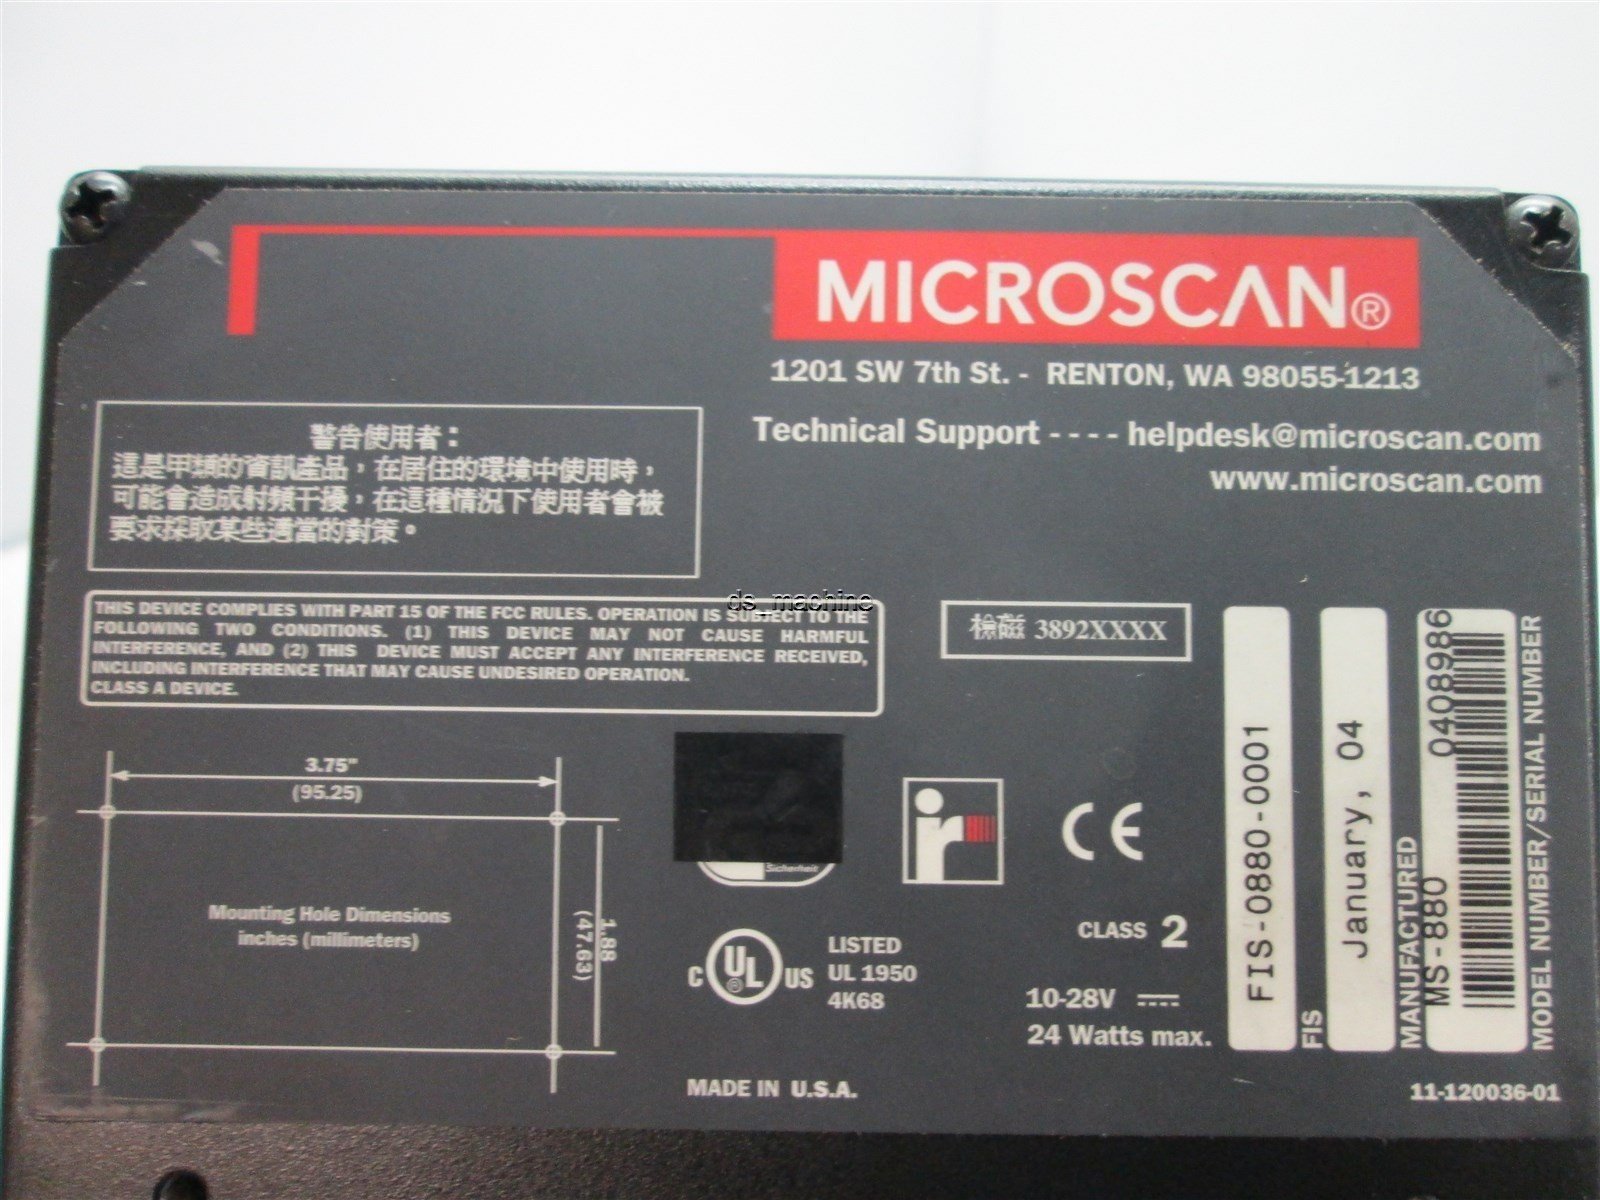 MICROSCAN®
1201 SW 7th St. - RENTON, WA 98055-1213
Technical Support - - - - helpdesk@microscan.com
www.microscan.com
警告使用者：
這是甲類的資訊產品，在居住的環境中使用時，
可能會造成射頻干擾，在這種情況下使用者會被
要求採取某些適當的對策。
ds_machine
THIS DEVICE COMPLIES WITH PART 15 OF THE FCC RULES. OPERATION IS SUBJECT TO THE
FOLLOWING TWO CONDITIONS. (1) THIS DEVICE MAY NOT CAUSE HARMFUL
INTERFERENCE, AND (2) THIS DEVICE MUST ACCEPT ANY INTERFERENCE RECEIVED,
INCLUDING INTERFERENCE THAT MAY CAUSE UNDESIRED OPERATION.
CLASS A DEVICE.
檢磁 3892XXXX
3.75"
(95.25)
Mounting Hole Dimensions
inches (millimeters)
1.88
(47.63)
Sicherheit
ir
CE
C UL® US
LISTED
UL 1950
4K68
CLASS 2
10-28V
24 Watts max.
MADE IN U.S.A.
FIS-0880-0001
FIS
January, 04
MANUFACTURED
MS-880 0408986
MODEL NUMBER/SERIAL NUMBER
11-120036-01